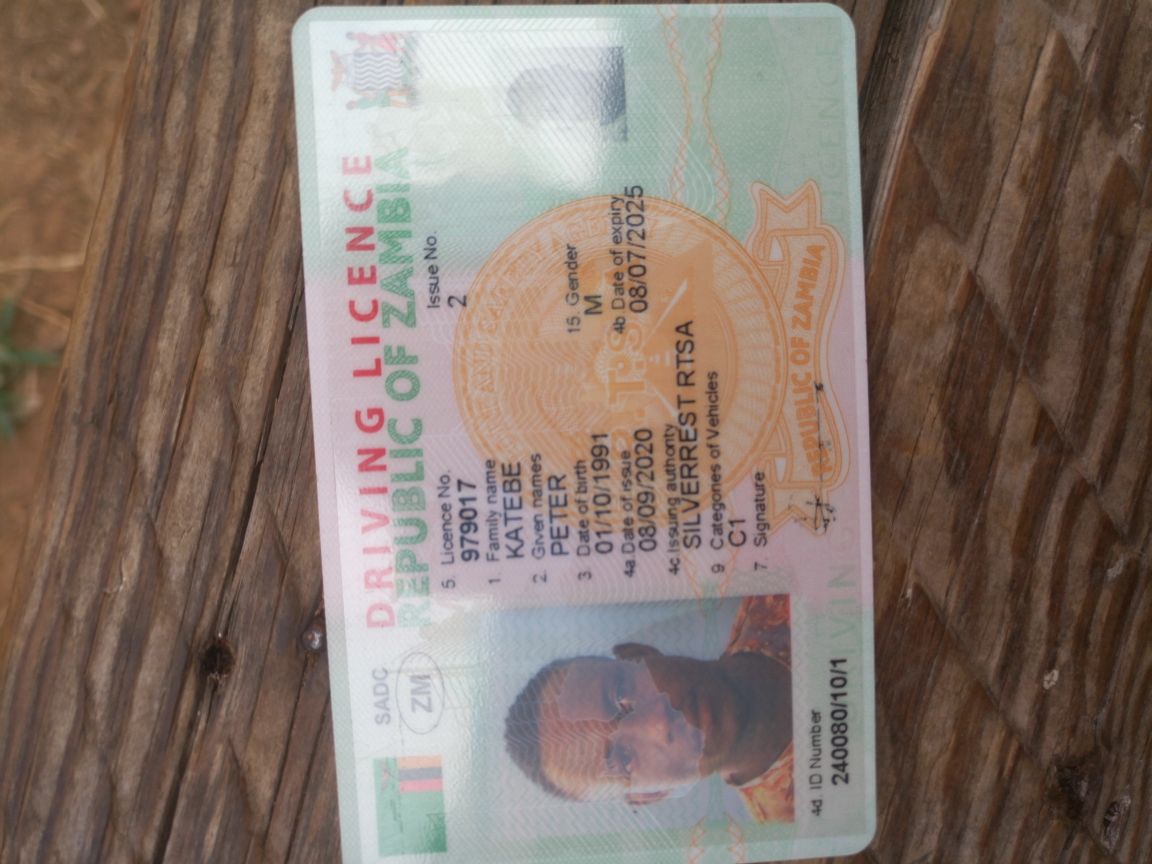 SADC
ZM
DRIVING LICENCE
REPUBLIC OF ZAMBIA
5. Licence No.
979017
Issue No.
2
1. Family name
KATEBE
2. Given names
PETER
3 Date of birth
01/10/1991
15. Gender
M
4a Date of issue
08/09/2020
4b Date of expiry
08/07/2025
4c Issuing authority
SILVERREST RTSA
9 Categories of Vehicles
C1
7. Signature
4d. ID Number
240080/10/1
REPUBLIC OF ZAMBIA